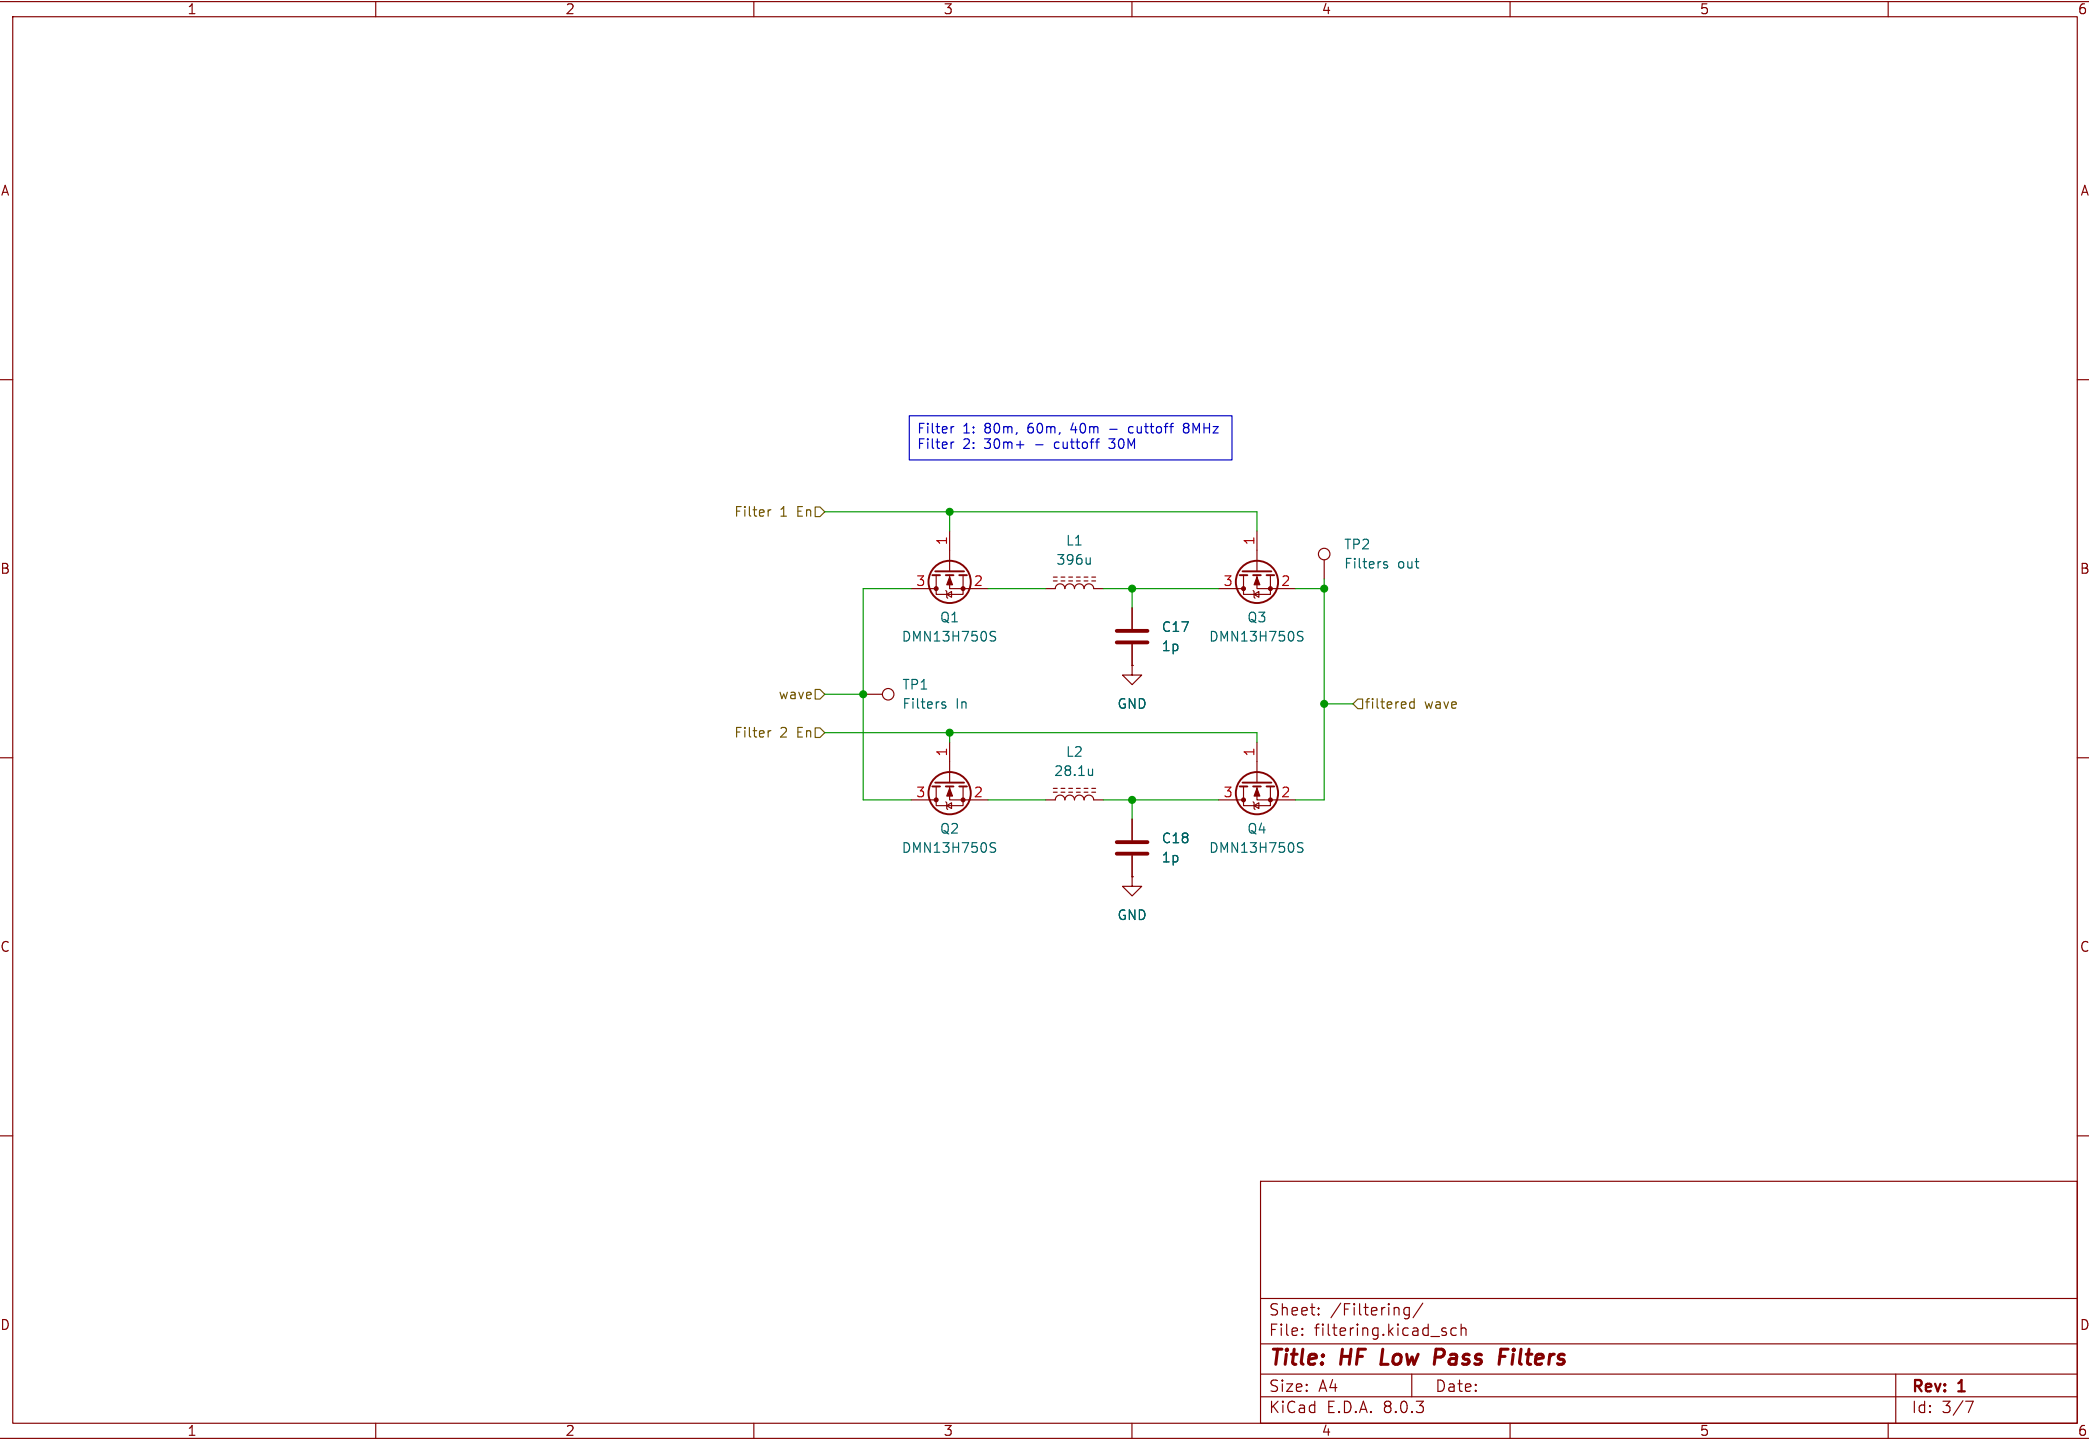 1 2 3 4 5 6
A A
Filter 1: 80m, 60m, 40m - cuttoff 8MHz
Filter 2: 30m+ - cuttoff 30M
Filter 1 En
1
L1
396u
1
TP2
Filters out
B B
3 2
3 2
Q1
DMN13H750S
C17
1p
Q3
DMN13H750S
GND
wave
TP1
Filters In
filtered wave
Filter 2 En
1
L2
28.1u
1
3 2
3 2
Q2
DMN13H750S
C18
1p
Q4
DMN13H750S
GND
C C
D D
Sheet: /Filtering/
File: filtering.kicad_sch
Title: HF Low Pass Filters
Size: A4 Date: Rev: 1
KiCad E.D.A. 8.0.3 Id: 3/7
1 2 3 4 5 6